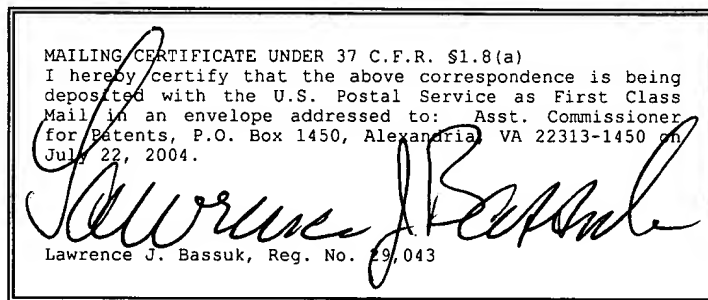 MAILING CERTIFICATE UNDER 37 C.F.R. §1.8(a)
I hereby certify that the above correspondence is being
deposited with the U.S. Postal Service as First Class
Mail in an envelope addressed to: Asst. Commissioner
for Patents, P.O. Box 1450, Alexandria, VA 22313-1450 on
July 22, 2004.
Lawrence J Bassuk
Lawrence J. Bassuk, Reg. No. 29,043